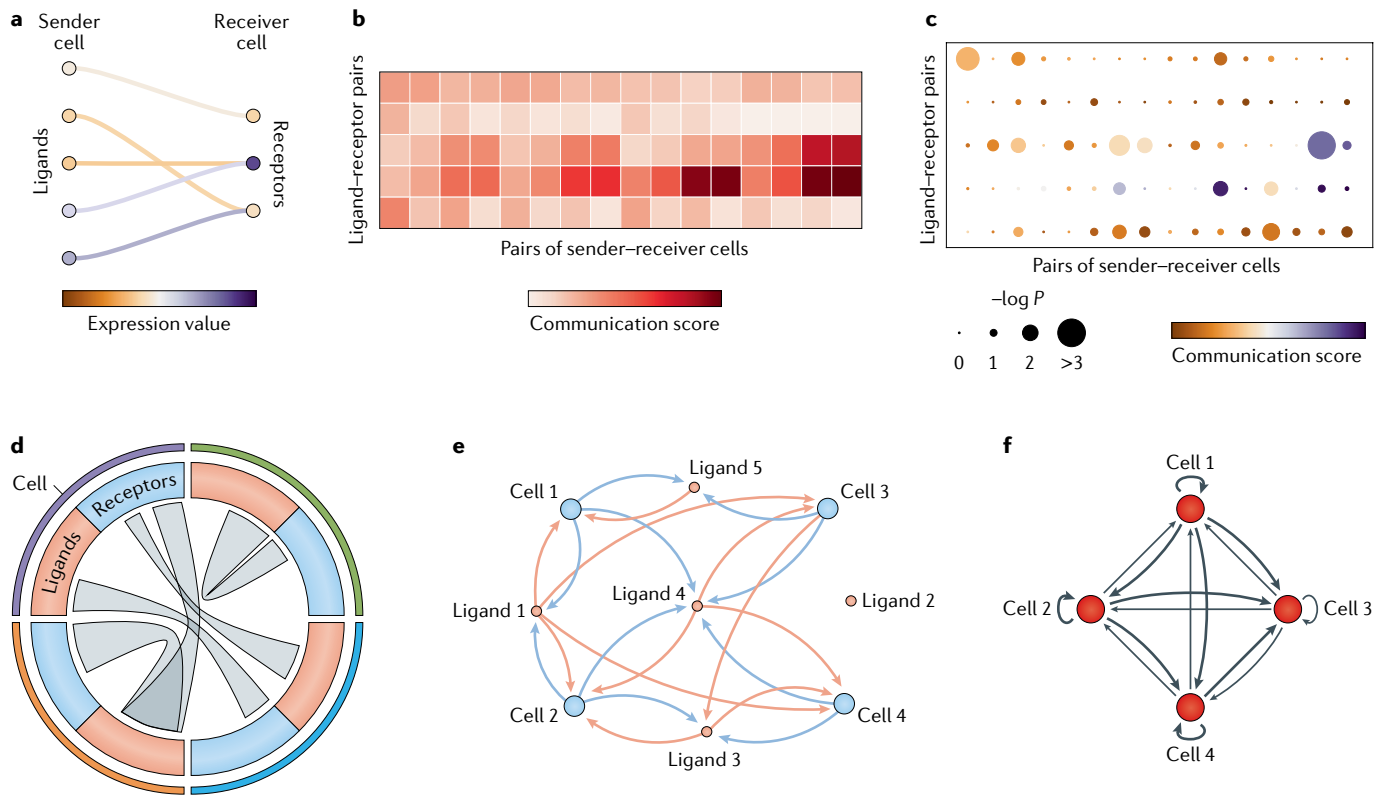 a
Sender
cell
Receiver
cell
Ligands
Receptors
Expression value
b
Ligand–receptor pairs
Pairs of sender–receiver cells
Communication score
c
Ligand–receptor pairs
Pairs of sender–receiver cells
–log P
0 1 2 >3
Communication score
d
Cell
Receptors
Ligands
e
Ligand 5
Cell 1
Cell 3
Ligand 4
Ligand 2
Ligand 1
Cell 2
Cell 4
Ligand 3
f
Cell 1
Cell 2
Cell 3
Cell 4